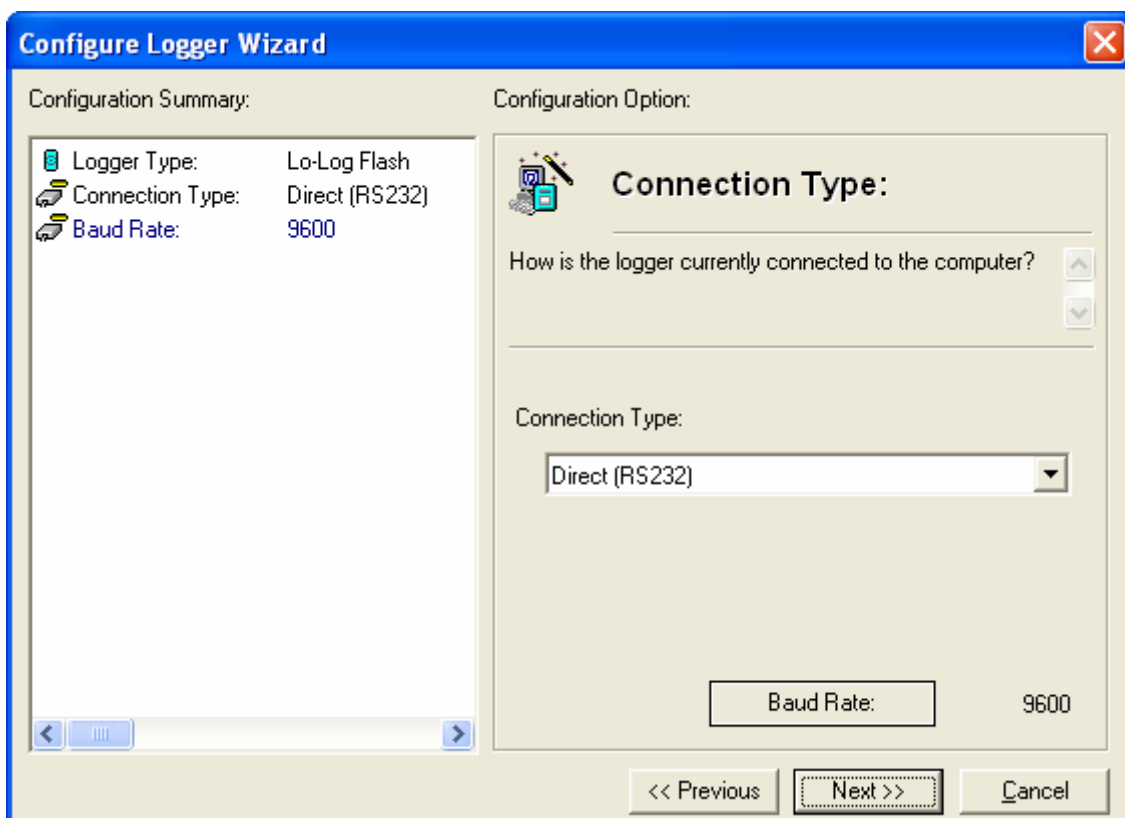 Configure Logger Wizard
Configuration Summary:
Logger Type: Lo-Log Flash
Connection Type: Direct (RS232)
Baud Rate: 9600
Configuration Option:
Connection Type:
How is the logger currently connected to the computer?
Connection Type:
Direct (RS232)
Baud Rate: 9600
<< Previous
Next >>
Cancel